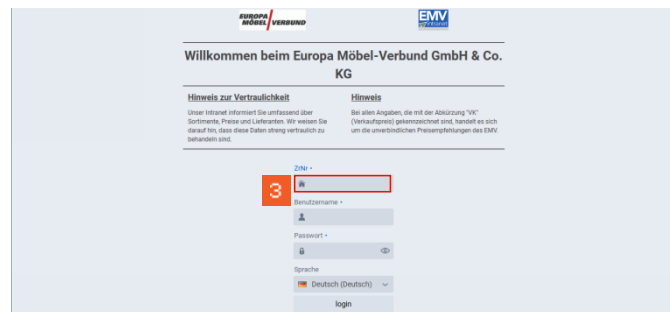 EUROPA
MÖBEL VERBUND
EMV
Intranet
Willkommen beim Europa Möbel-Verbund GmbH & Co.
KG
Hinweis zur Vertraulichkeit
Unser Intranet informiert Sie umfassend über
Sortimente, Preise und Lieferanten. Wir weisen Sie
darauf hin, dass diese Daten streng vertraulich zu
behandeln sind.
Hinweis
Bei allen Angaben, die mit der Abkürzung "VK"
(Verkaufspreis) gekennzeichnet sind, handelt es sich
um die unverbindlichen Preisempfehlungen des EMV.
ZrNr •
3
Benutzername •
Passwort •
Sprache
Deutsch (Deutsch)
login